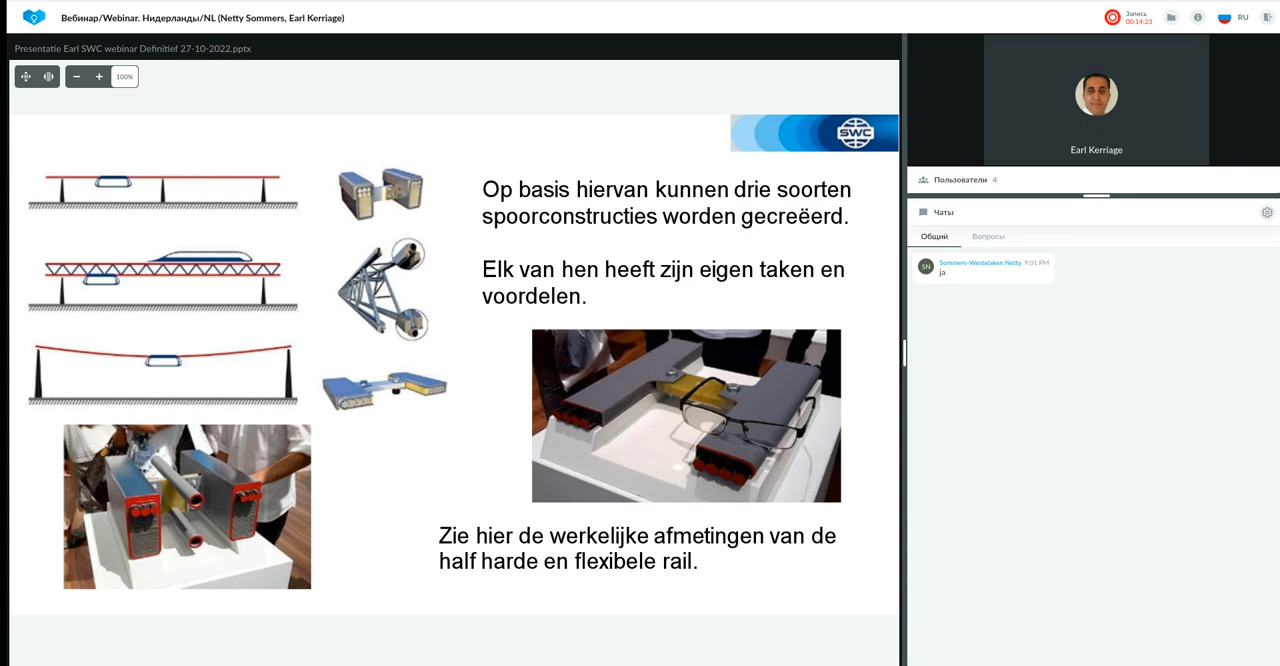 Вебинар/Webinar. Нидерланды/NL (Netty Sommers, Earl Kerriage)
Запись
00:14:23
RU
Presentatie Earl SWC webinar Definitief 27-10-2022.pptx
100%
SWC
Op basis hiervan kunnen drie soorten
spoorconstructies worden gecreëerd.
Elk van hen heeft zijn eigen taken en
voordelen.
Zie hier de werkelijke afmetingen van de
half harde en flexibele rail.
Earl Kerriage
Пользователи 4
Чаты
Общий Вопросы
SN
Sommers-Westelaken Netty 9:01 PM
ja